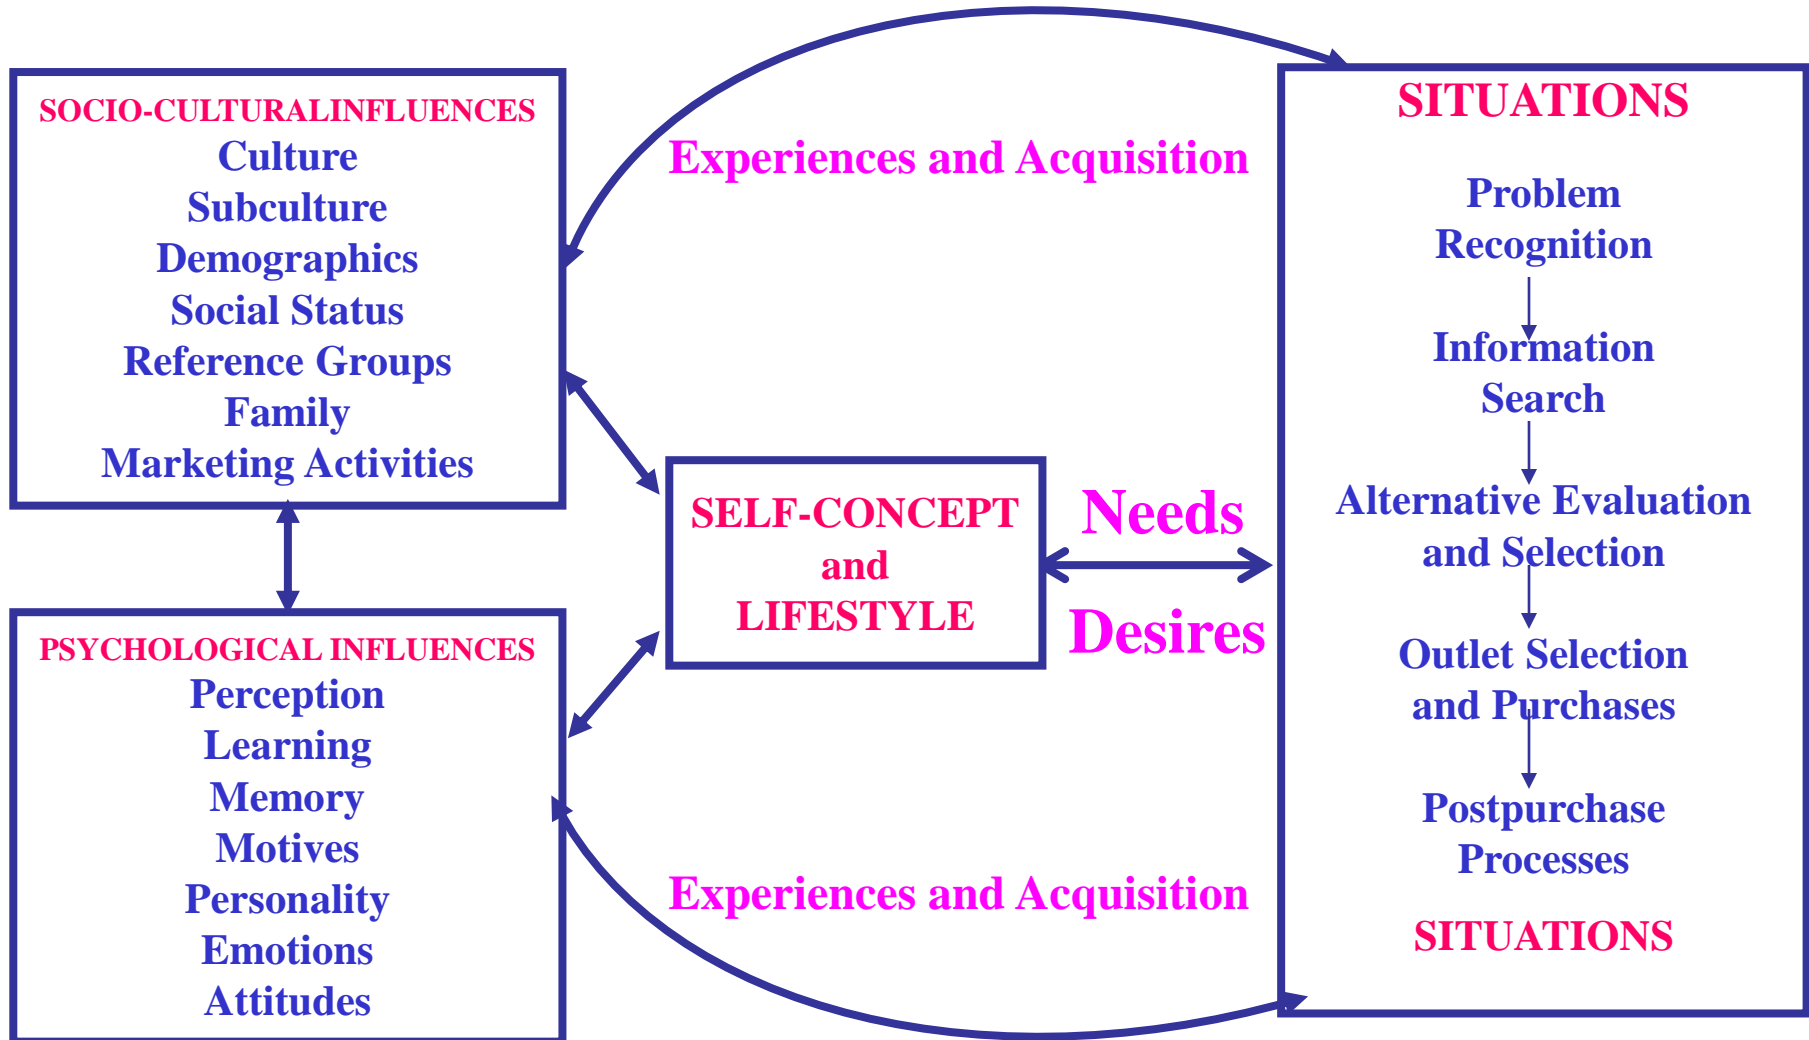 SOCIO-CULTURALINFLUENCES
Culture
Subculture
Demographics
Social Status
Reference Groups
Family
Marketing Activities
PSYCHOLOGICAL INFLUENCES
Perception
Learning
Memory
Motives
Personality
Emotions
Attitudes
Experiences and Acquisition
SELF-CONCEPT
and
LIFESTYLE
Needs
Desires
Experiences and Acquisition
SITUATIONS
Problem
Recognition
Information
Search
Alternative Evaluation
and Selection
Outlet Selection
and Purchases
Postpurchase
Processes
SITUATIONS